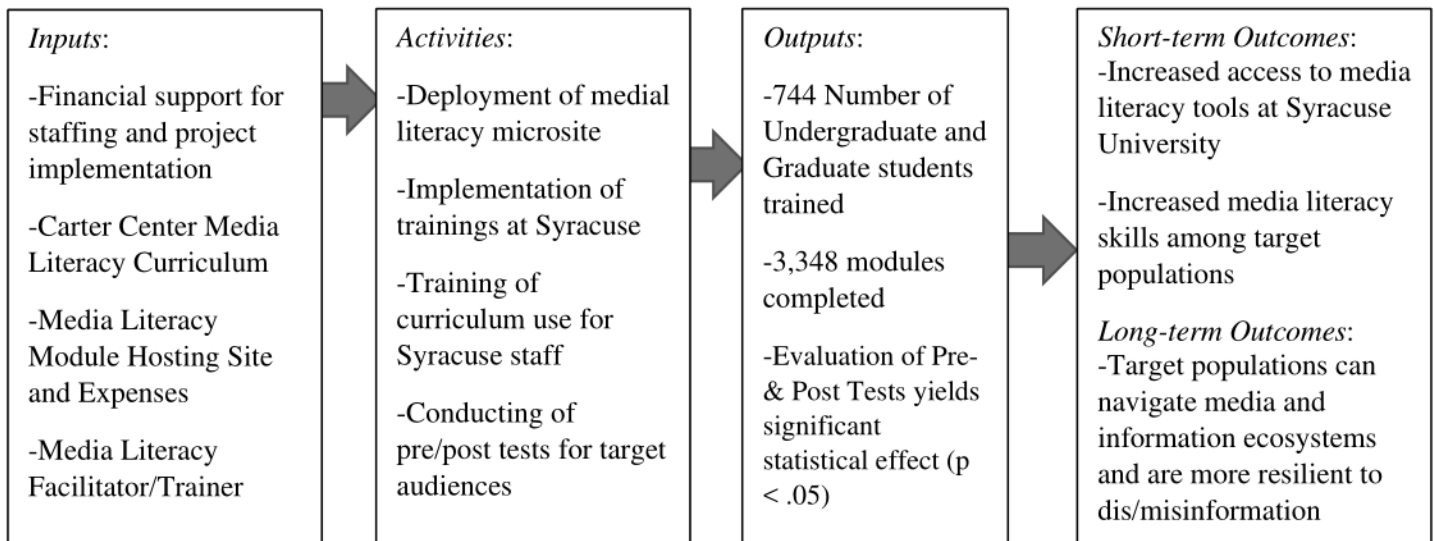 Inputs:
-Financial support for
staffing and project
implementation
-Carter Center Media
Literacy Curriculum
-Media Literacy
Module Hosting Site
and Expenses
-Media Literacy
Facilitator/Trainer
Activities:
-Deployment of medial
literacy microsite
-Implementation of
trainings at Syracuse
-Training of
curriculum use for
Syracuse staff
-Conducting of
pre/post tests for target
audiences
Outputs:
-744 Number of
Undergraduate and
Graduate students
trained
-3,348 modules
completed
-Evaluation of Pre-
& Post Tests yields
significant
statistical effect (p
< .05)
Short-term Outcomes:
-Increased access to media
literacy tools at Syracuse
University
-Increased media literacy
skills among target
populations
Long-term Outcomes:
-Target populations can
navigate media and
information ecosystems
and are more resilient to
dis/misinformation